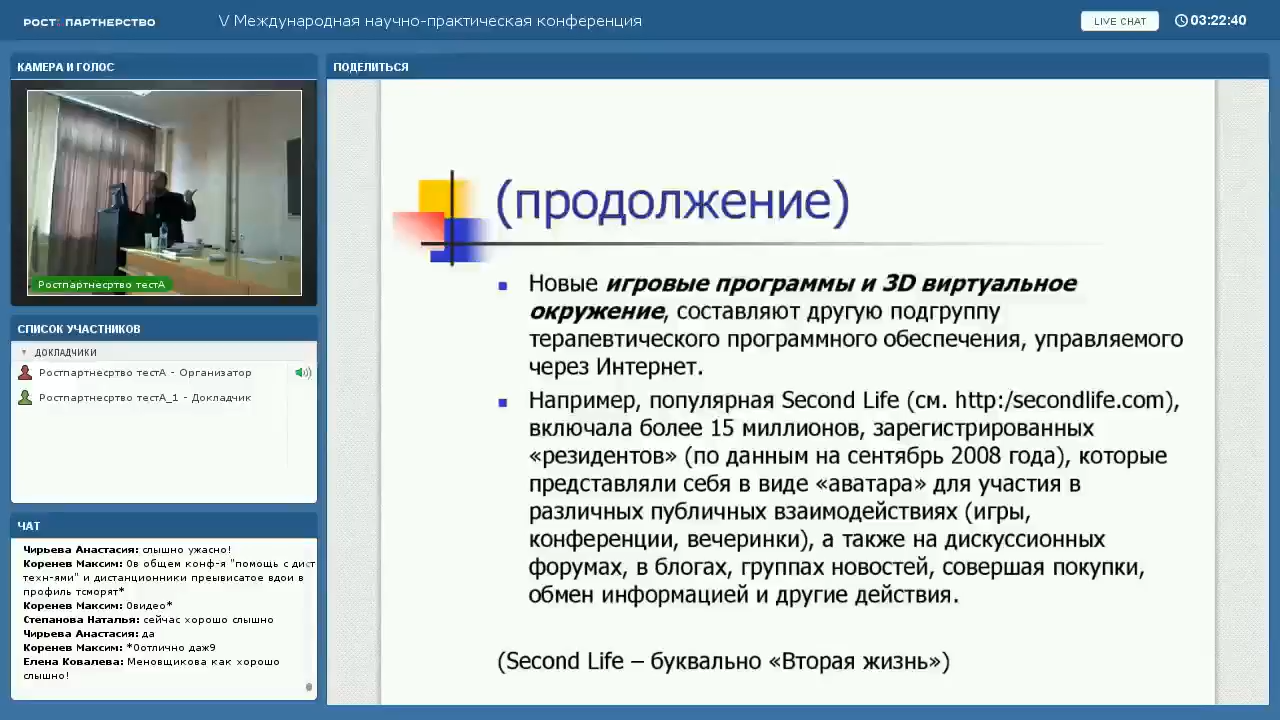 РОСТ: ПАРТНЕРСТВО
V Международная научно-практическая конференция
LIVE CHAT
03:22:40
КАМЕРА И ГОЛОС
Ростпартнесртво тестА
СПИСОК УЧАСТНИКОВ
ДОКЛАДЧИКИ
Ростпартнесртво тестА - Организатор
Ростпартнесртво тестА_1 - Докладчик
ЧАТ
Чирьева Анастасия: слышно ужасно!
Коренев Максим: 0в общем конф-я "помощь с дист
техн-ями" и дистанционники преывисатое вдои в
профиль тсморят*
Коренев Максим: 0видео*
Степанова Наталья: сейчас хорошо слышно
Чирьева Анастасия: да
Коренев Максим: *0отлично даж9
Елена Ковалева: Меновщикова как хорошо
слышно!
ПОДЕЛИТЬСЯ
(продолжение)
Новые игровые программы и 3D виртуальное
окружение, составляют другую подгруппу
терапевтического программного обеспечения, управляемого
через Интернет.
Например, популярная Second Life (см. http:/secondlife.com),
включала более 15 миллионов, зарегистрированных
«резидентов» (по данным на сентябрь 2008 года), которые
представляли себя в виде «аватара» для участия в
различных публичных взаимодействиях (игры,
конференции, вечеринки), а также на дискуссионных
форумах, в блогах, группах новостей, совершая покупки,
обмен информацией и другие действия.
(Second Life – буквально «Вторая жизнь»)